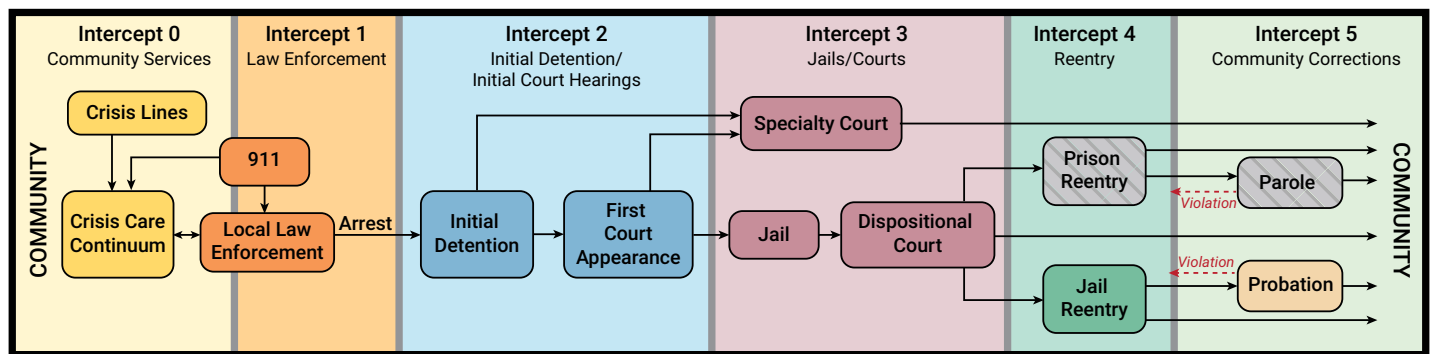 Intercept 0
Community Services
Intercept 1
Law Enforcement
Intercept 2
Initial Detention/
Initial Court Hearings
Intercept 3
Jails/Courts
Intercept 4
Reentry
Intercept 5
Community Corrections
COMMUNITY
Crisis Lines
911
Crisis Care
Continuum
Local Law
Enforcement
Arrest
Initial
Detention
First
Court
Appearance
Specialty Court
Jail
Dispositional
Court
Prison
Reentry
Parole
Violation
Jail
Reentry
Violation
Probation
COMMUNITY